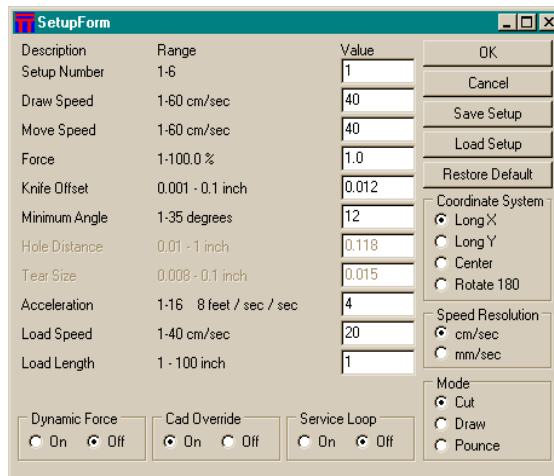 SetupForm
Description Range Value
Setup Number 1-6 1
Draw Speed 1-60 cm/sec 40
Move Speed 1-60 cm/sec 40
Force 1-100.0 % 1.0
Knife Offset 0.001 - 0.1 inch 0.012
Minimum Angle 1-35 degrees 12
Hole Distance 0.01 - 1 inch 0.118
Tear Size 0.008 - 0.1 inch 0.015
Acceleration 1-16 8 feet / sec / sec 4
Load Speed 1-40 cm/sec 20
Load Length 1 - 100 inch 1
OK
Cancel
Save Setup
Load Setup
Restore Default
Coordinate System
Long X
Long Y
Center
Rotate 180
Speed Resolution
cm/sec
mm/sec
Mode
Cut
Draw
Pounce
Dynamic Force
On Off
Cad Override
On Off
Service Loop
On Off